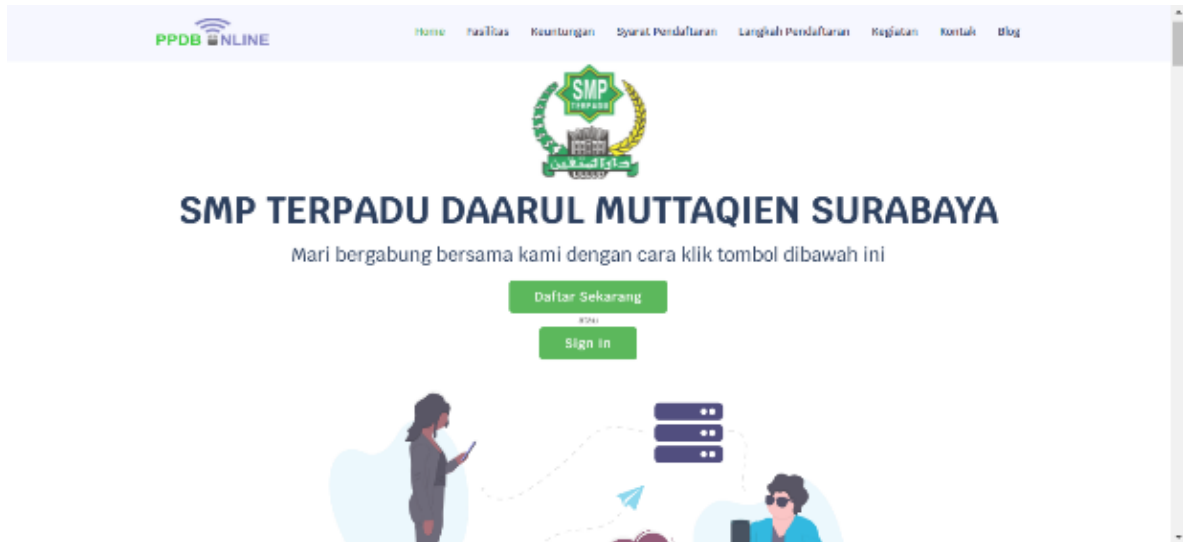 PPDB ONLINE
Home Fasilitas Keuntungan Syarat Pendaftaran Langkah Pendaftaran Kegiatan Kontak Blog
SMP
TERPADU
SMP TERPADU DAARUL MUTTAQIEN SURABAYA
Mari bergabung bersama kami dengan cara klik tombol dibawah ini
Daftar Sekarang
atau
Sign In